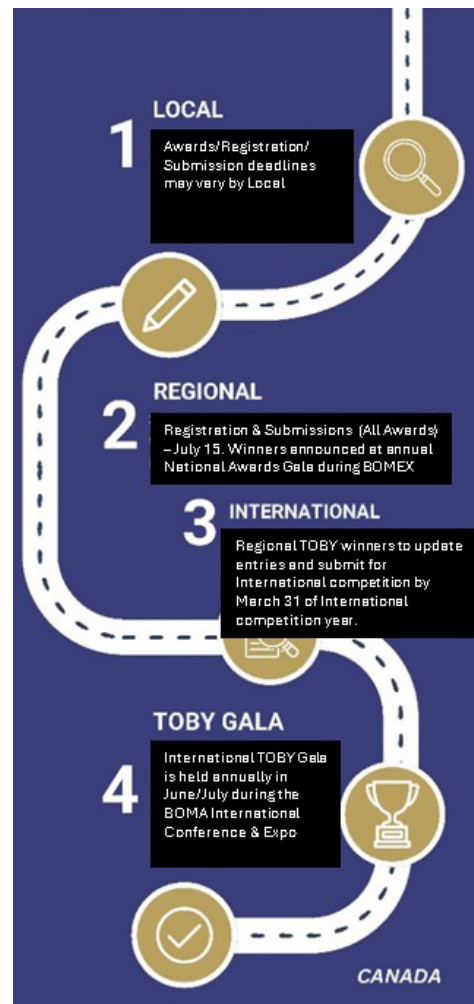 1
LOCAL
Awards/Registration/
Submission deadlines
may vary by Local
2
REGIONAL
Registration & Submissions (All Awards)
–July 15. Winners announced at annual
National Awards Gala during BOMEX
3
INTERNATIONAL
Regional TOBY winners to update
entries and submit for
International competition by
March 31 of International
competition year.
4
TOBY GALA
International TOBY Gala
is held annually in
June/July during the
BOMA International
Conference & Expo
CANADA